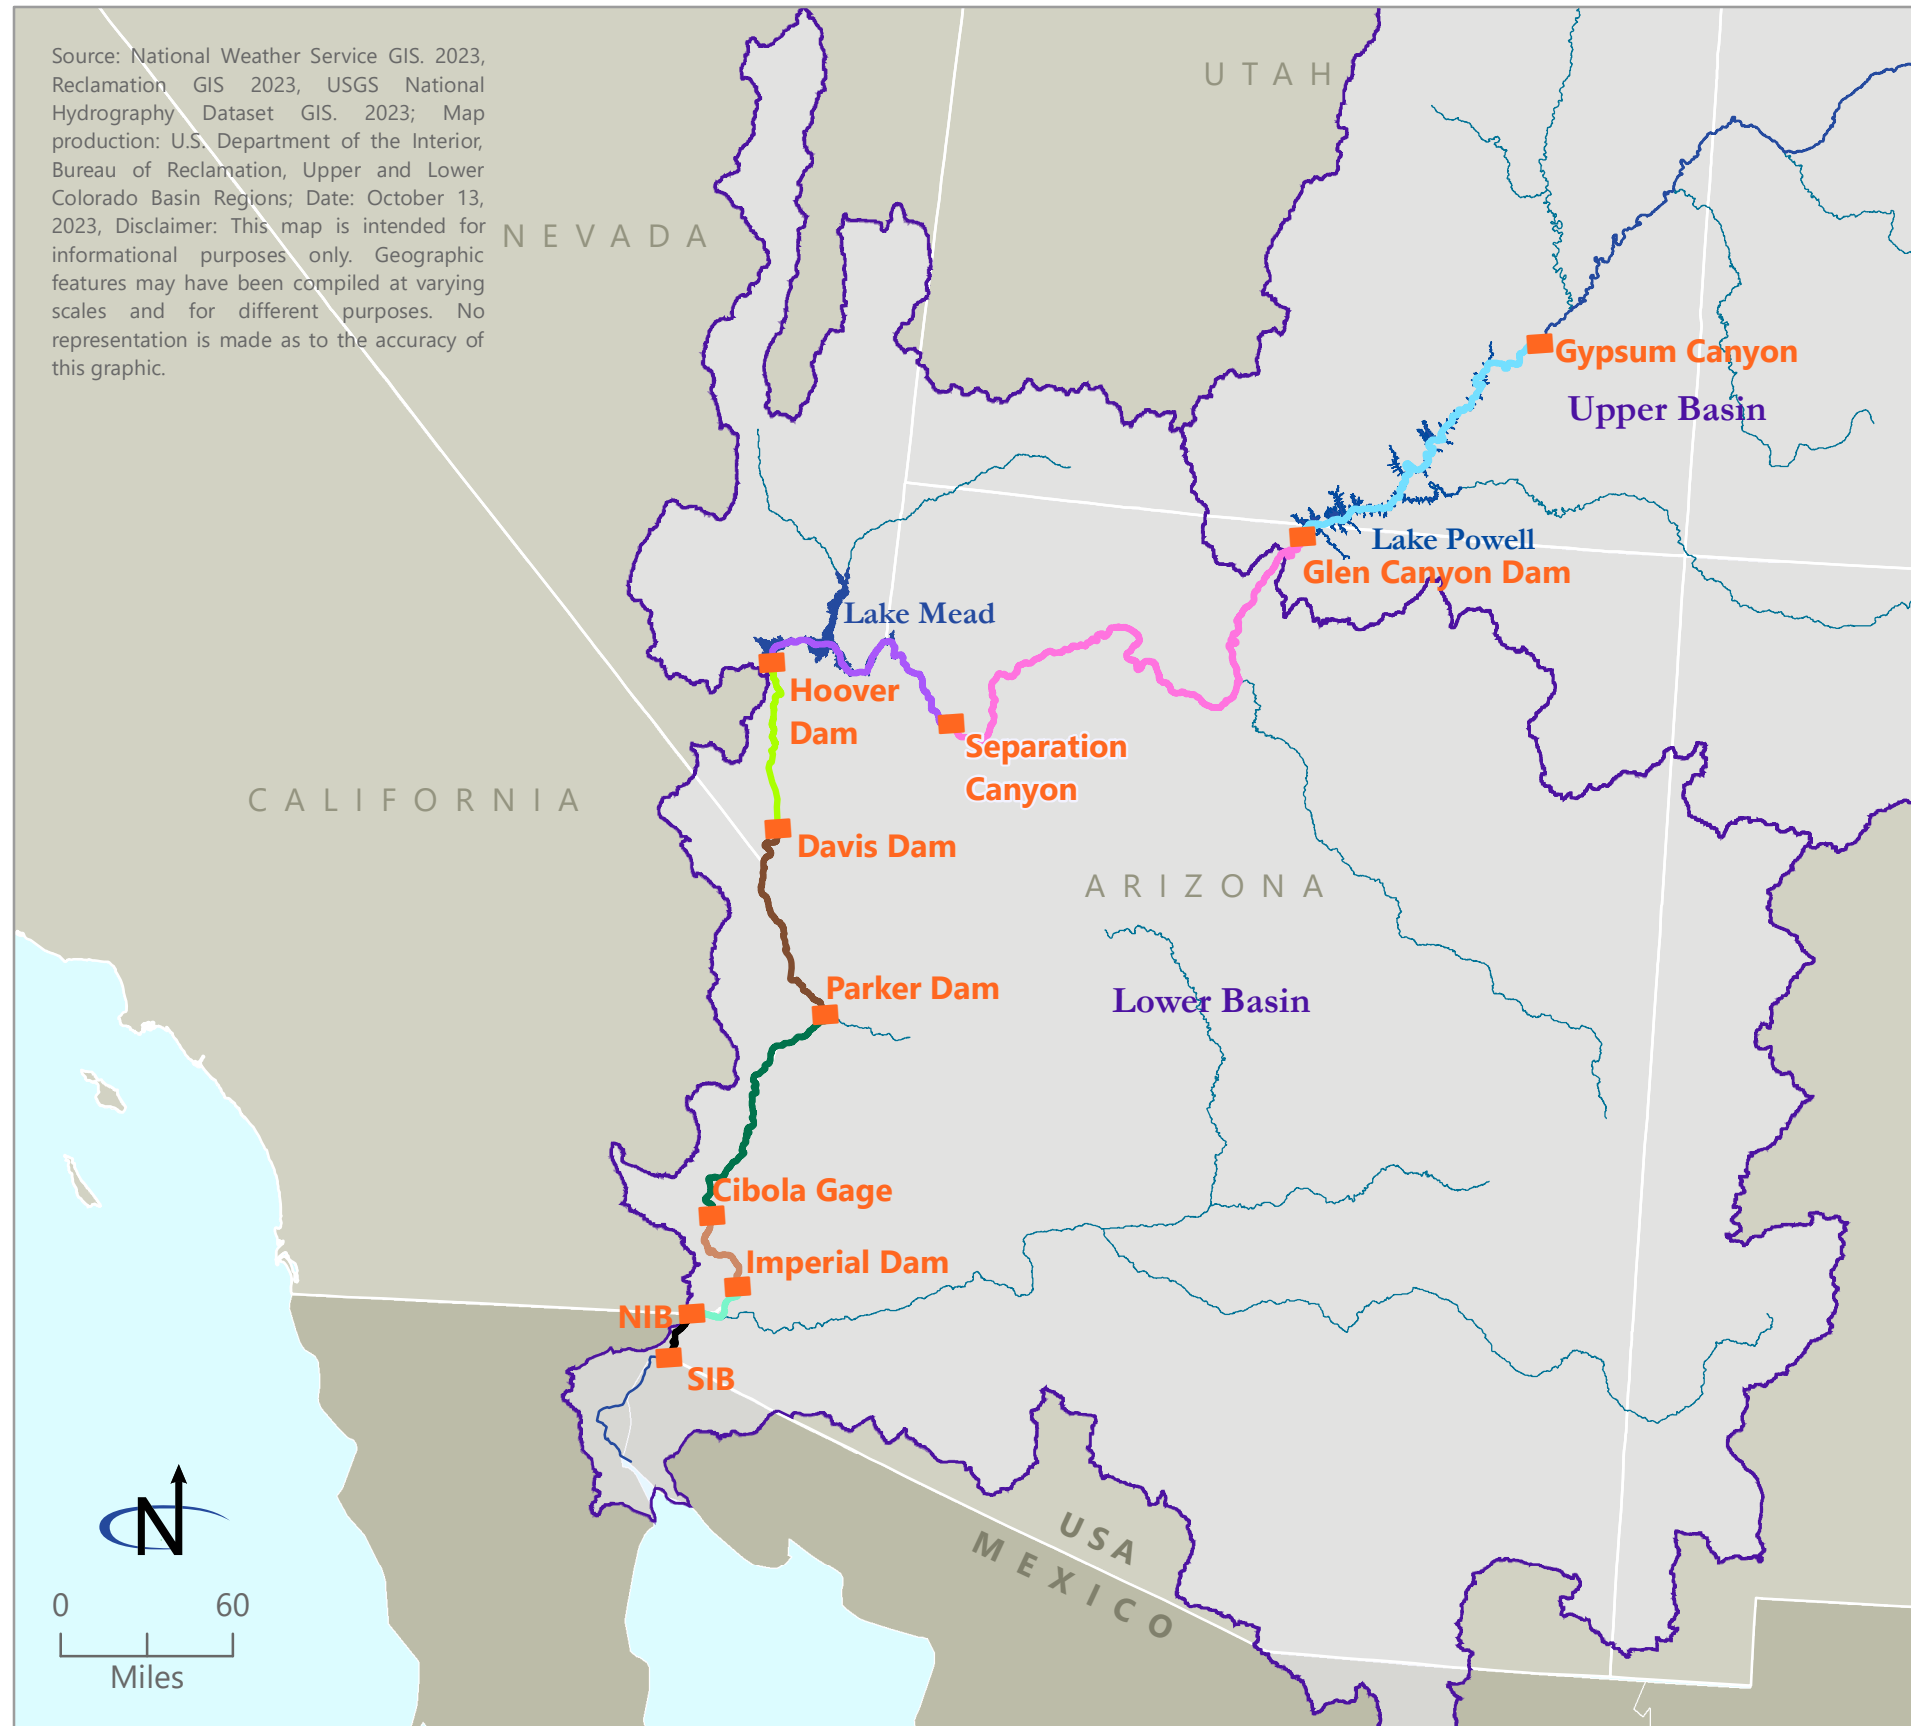 Source: National Weather Service GIS. 2023,
Reclamation GIS 2023, USGS National
Hydrography Dataset GIS. 2023; Map
production: U.S. Department of the Interior,
Bureau of Reclamation, Upper and Lower
Colorado Basin Regions; Date: October 13,
2023, Disclaimer: This map is intended for
informational purposes only. Geographic
features may have been compiled at varying
scales and for different purposes. No
representation is made as to the accuracy of
this graphic.
UTAH
NEVADA
Gypsum Canyon
Upper Basin
Lake Powell
Glen Canyon Dam
Lake Mead
Hoover
Dam
Separation
Canyon
CALIFORNIA
Davis Dam
ARIZONA
Parker Dam
Lower Basin
Cibola Gage
Imperial Dam
NIB
SIB
USA
MEXICO
N
0 60
Miles